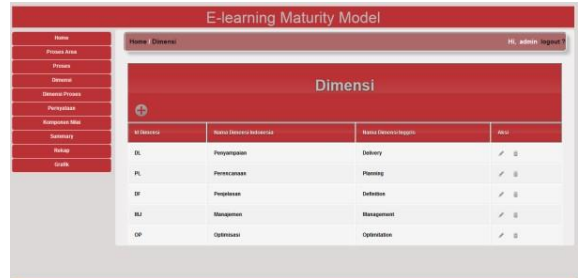 E-learning Maturity Model
Home
Proses Area
Proses
Dimensi
Dimensi Proses
Pernyataan
Komponen Nilai
Summary
Rekap
Grafik
Home / Dimensi
Hi, admin logout ?
Dimensi
Id Dimensi Nama Dimensi Indonesia Nama Dimensi Inggris Aksi
DL Penyampaian Delivery
PL Perencanaan Planning
DF Penjelasan Definition
MJ Manajemen Management
OP Optimisasi Optimitation